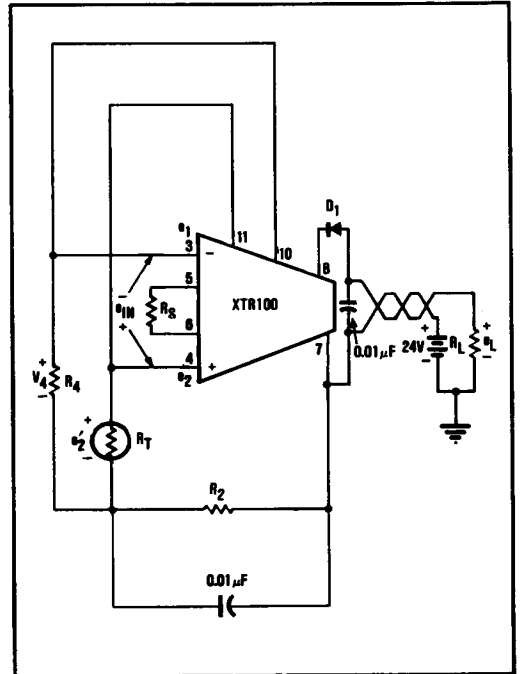 D₁
e₁
3
11
10
−
8
−
eIN
+
5
RS
6
XTR100
0.01μF
7
4
+
e₂
+
24V
−
RL
+
eL
−
+
V₄
−
R₄
+
e′₂
−
RT
R₂
0.01μF